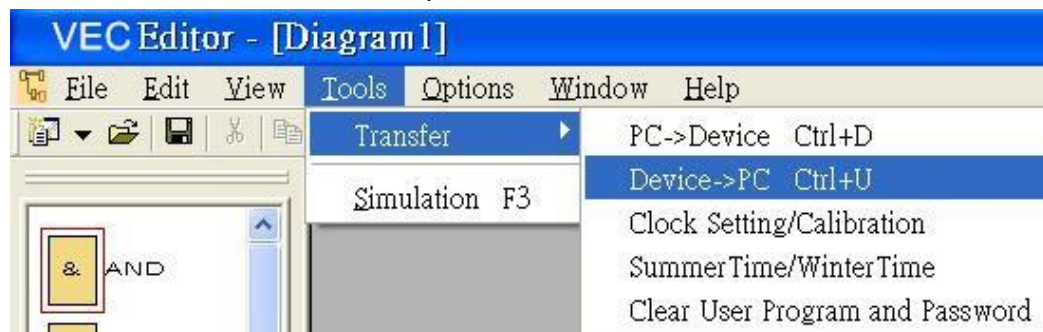 VEC Editor - [Diagram1]
File Edit View Tools Options Window Help
Transfer
PC->Device Ctrl+D
Device->PC Ctrl+U
Simulation F3
Clock Setting/Calibration
& AND
SummerTime/WinterTime
Clear User Program and Password